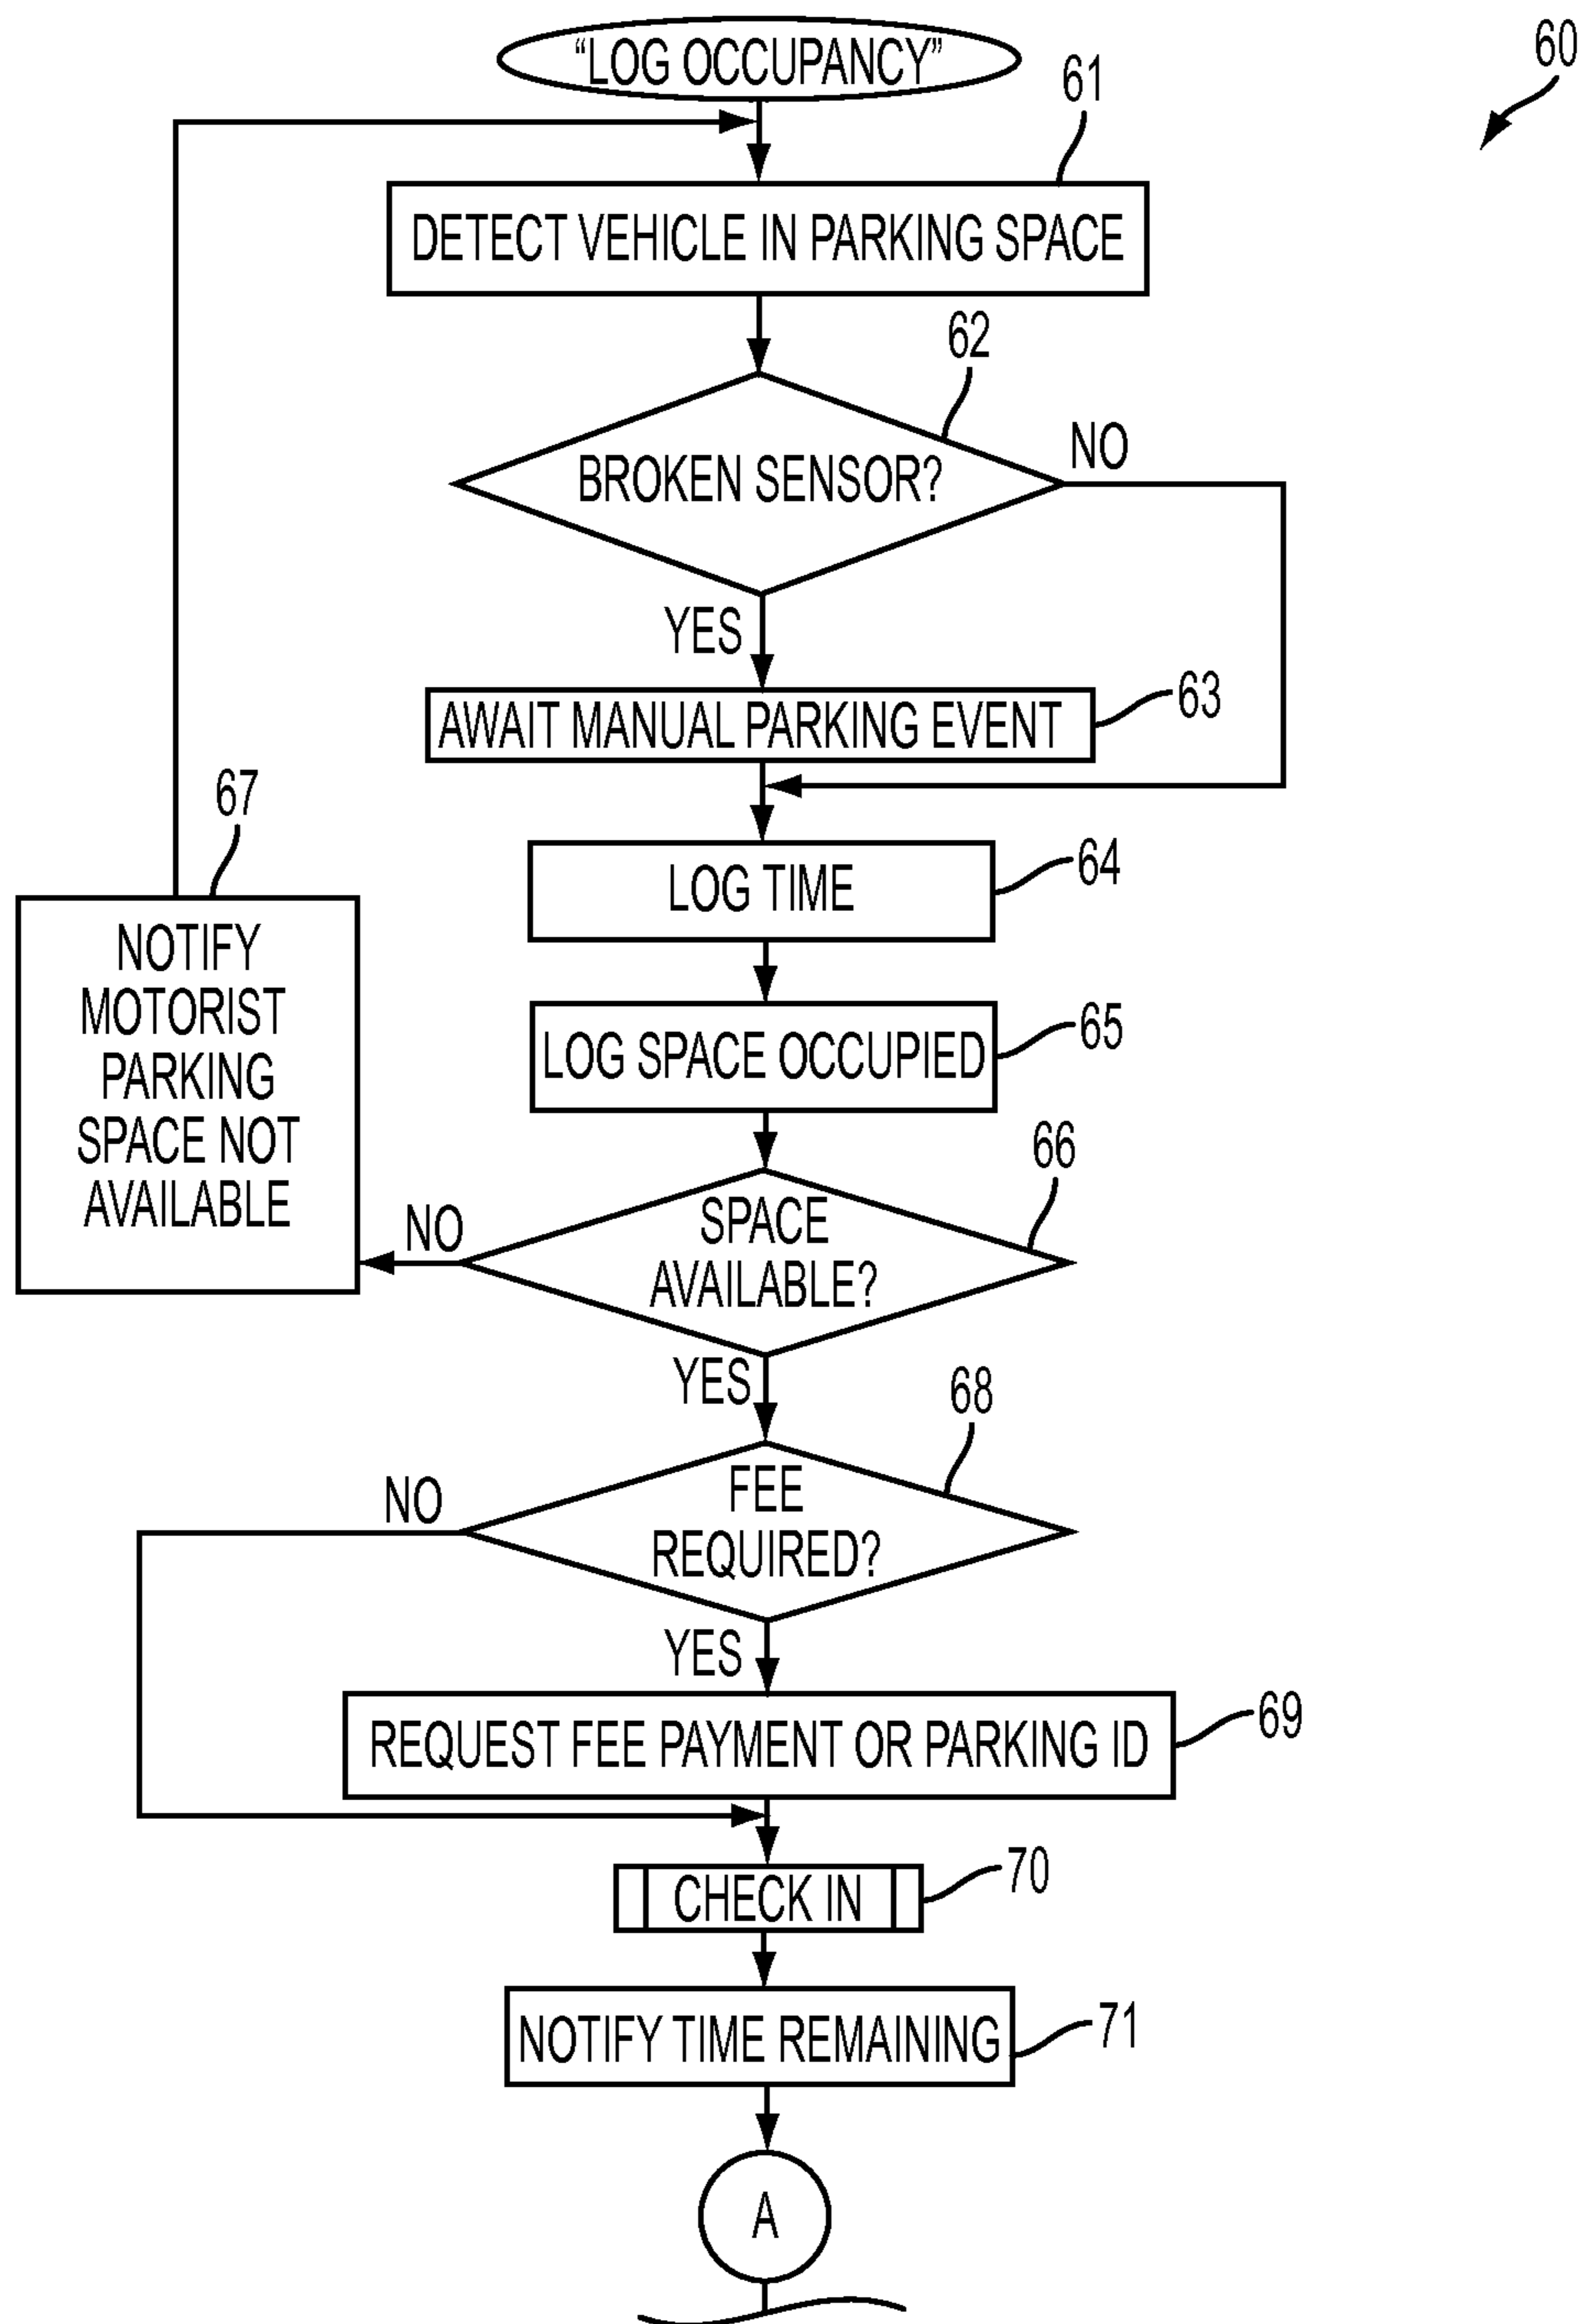 “LOG OCCUPANCY”
60
61
DETECT VEHICLE IN PARKING SPACE
62
BROKEN SENSOR?
NO
YES
AWAIT MANUAL PARKING EVENT
63
LOG TIME
64
LOG SPACE OCCUPIED
65
66
SPACE
AVAILABLE?
NO
67
NOTIFY
MOTORIST
PARKING
SPACE NOT
AVAILABLE
YES
68
FEE
REQUIRED?
NO
YES
REQUEST FEE PAYMENT OR PARKING ID
69
CHECK IN
70
NOTIFY TIME REMAINING
71
A